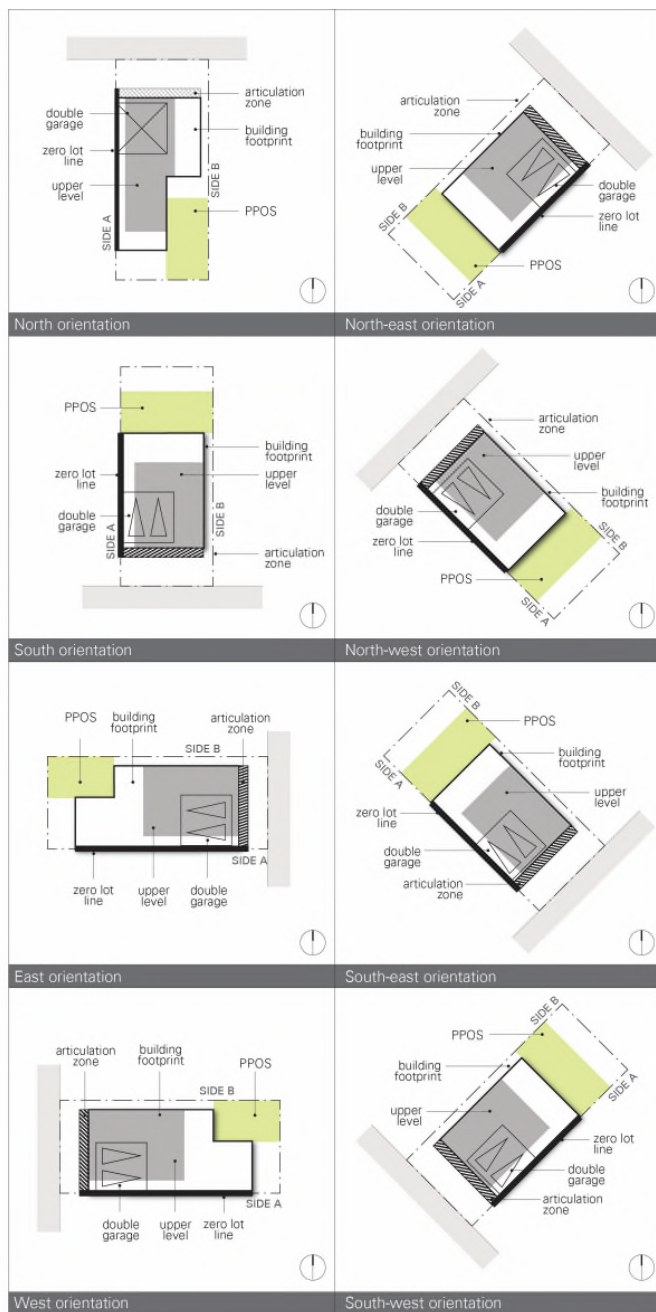 articulation
zone
double
garage
building
footprint
zero lot
line
SIDE B
upper
level
PPOS
SIDE A
North orientation
articulation
zone
building
footprint
upper
level
double
garage
SIDE B
zero lot
line
PPOS
SIDE A
North-east orientation
PPOS
building
footprint
zero lot
line
upper
level
double
garage
SIDE A
SIDE B
articulation
zone
South orientation
articulation
zone
upper
level
building
footprint
double
garage
zero lot
line
SIDE B
PPOS
SIDE A
North-west orientation
PPOS
building
footprint
articulation
zone
SIDE B
SIDE A
zero lot
line
upper
level
double
garage
East orientation
SIDE B
PPOS
building
footprint
SIDE A
upper
level
zero lot
line
double
garage
articulation
zone
South-east orientation
articulation
zone
building
footprint
PPOS
SIDE B
SIDE A
double
garage
upper
level
zero lot
line
West orientation
PPOS
SIDE B
building
footprint
SIDE A
upper
level
zero lot
line
double
garage
articulation
zone
South-west orientation